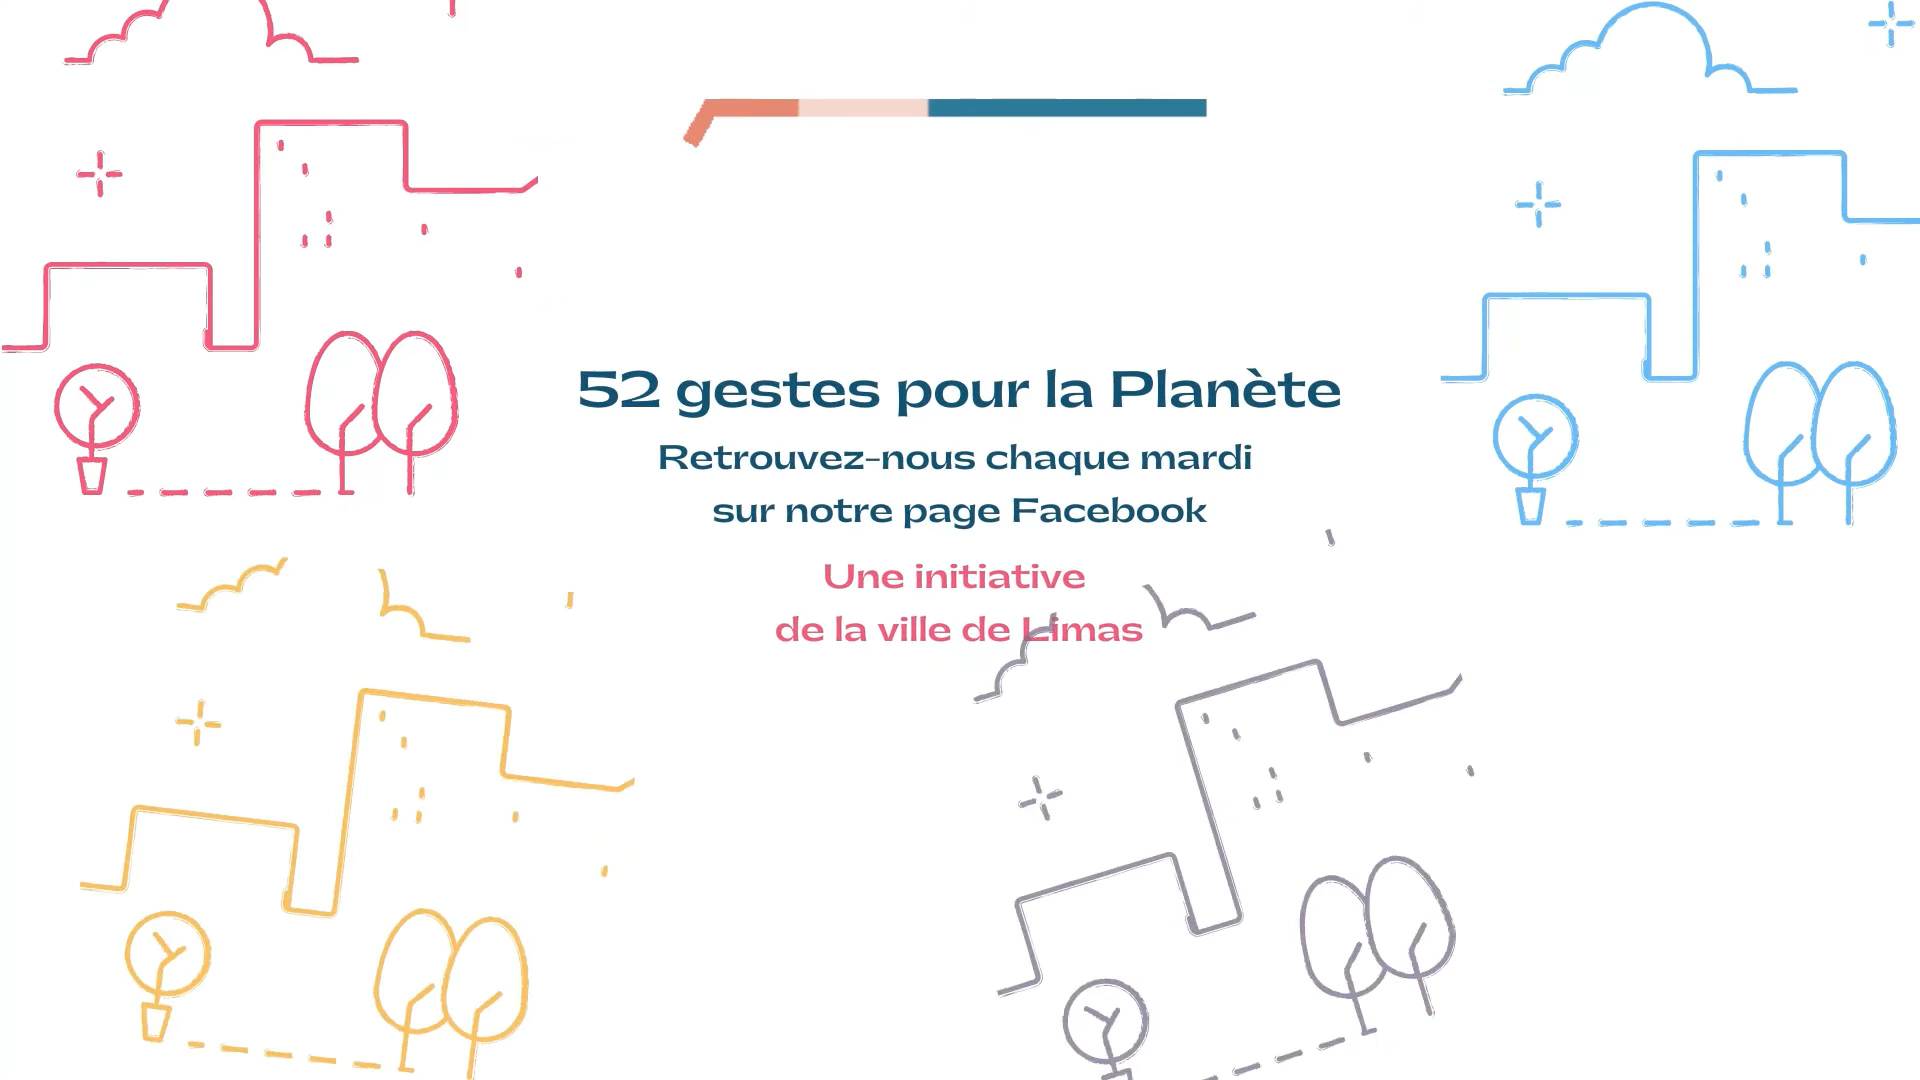 52 gestes pour la Planète
Retrouvez-nous chaque mardi
sur notre page Facebook
Une initiative
de la ville de Limas